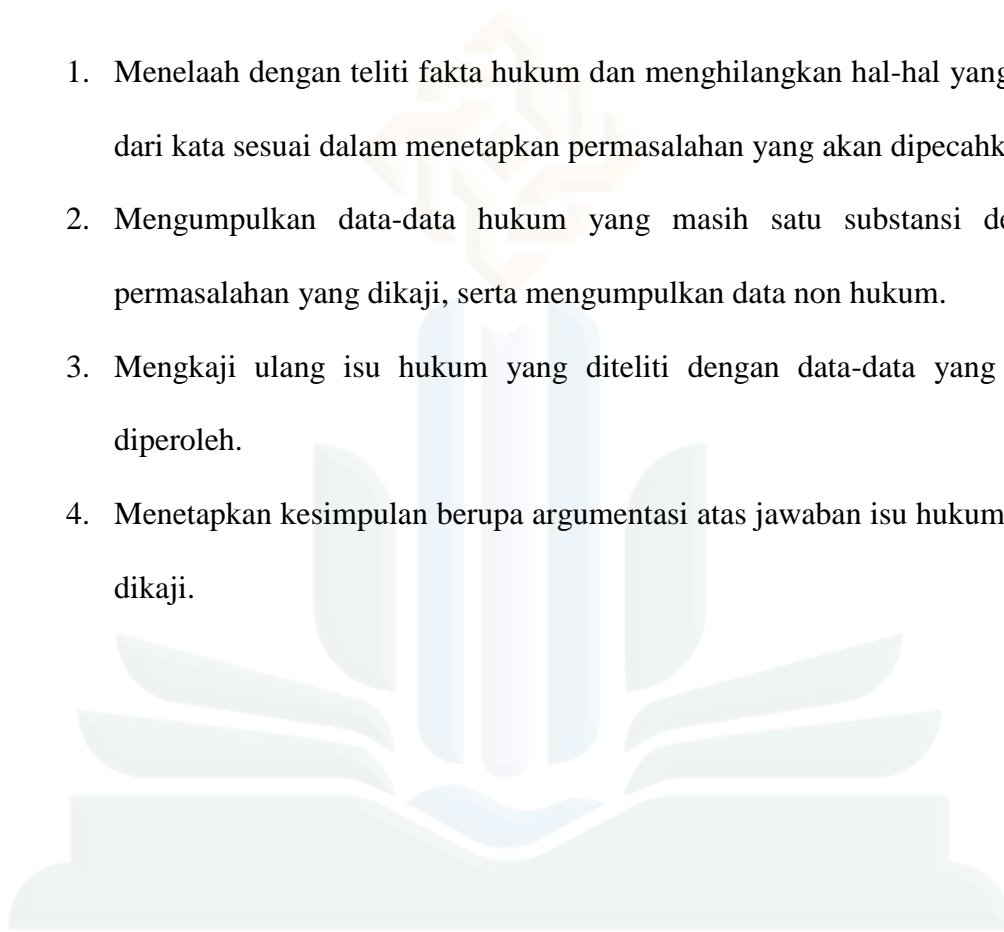 1. Menelaah dengan teliti fakta hukum dan menghilangkan hal-hal yang
dari kata sesuai dalam menetapkan permasalahan yang akan dipecahk
2. Mengumpulkan data-data hukum yang masih satu substansi de
permasalahan yang dikaji, serta mengumpulkan data non hukum.
3. Mengkaji ulang isu hukum yang diteliti dengan data-data yang
diperoleh.
4. Menetapkan kesimpulan berupa argumentasi atas jawaban isu hukum
dikaji.